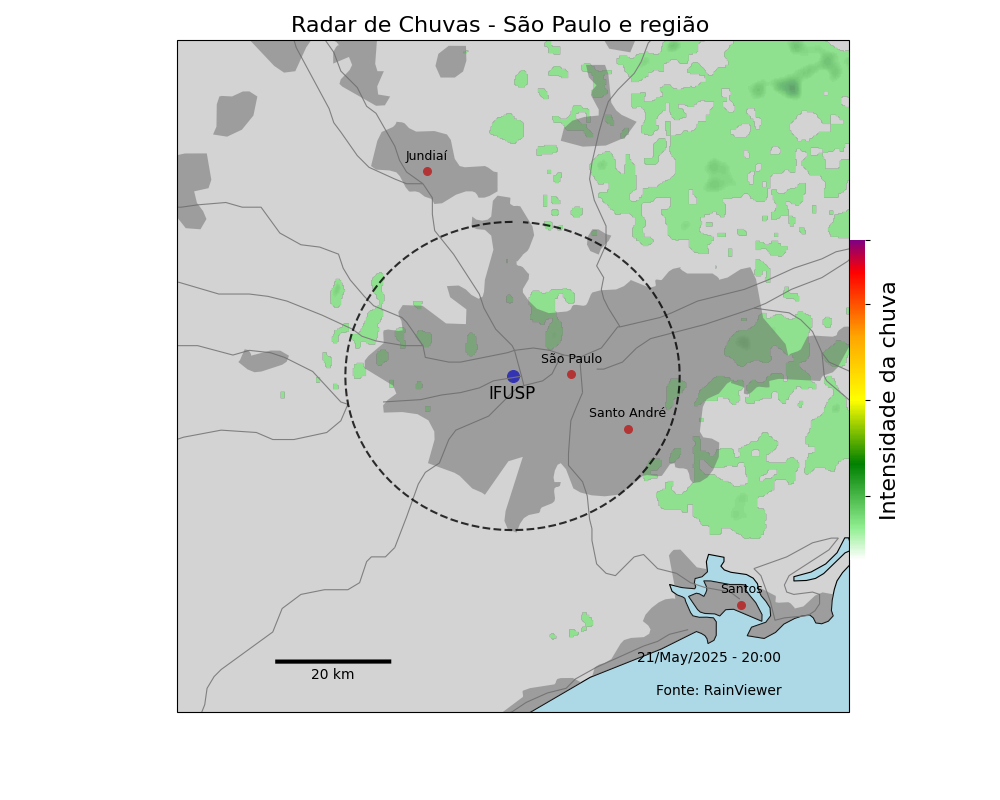 Radar de Chuvas - São Paulo e região
Jundiaí
São Paulo
IFUSP
Santo André
Intensidade da chuva
Santos
21/May/2025 - 20:00
20 km
Fonte: RainViewer